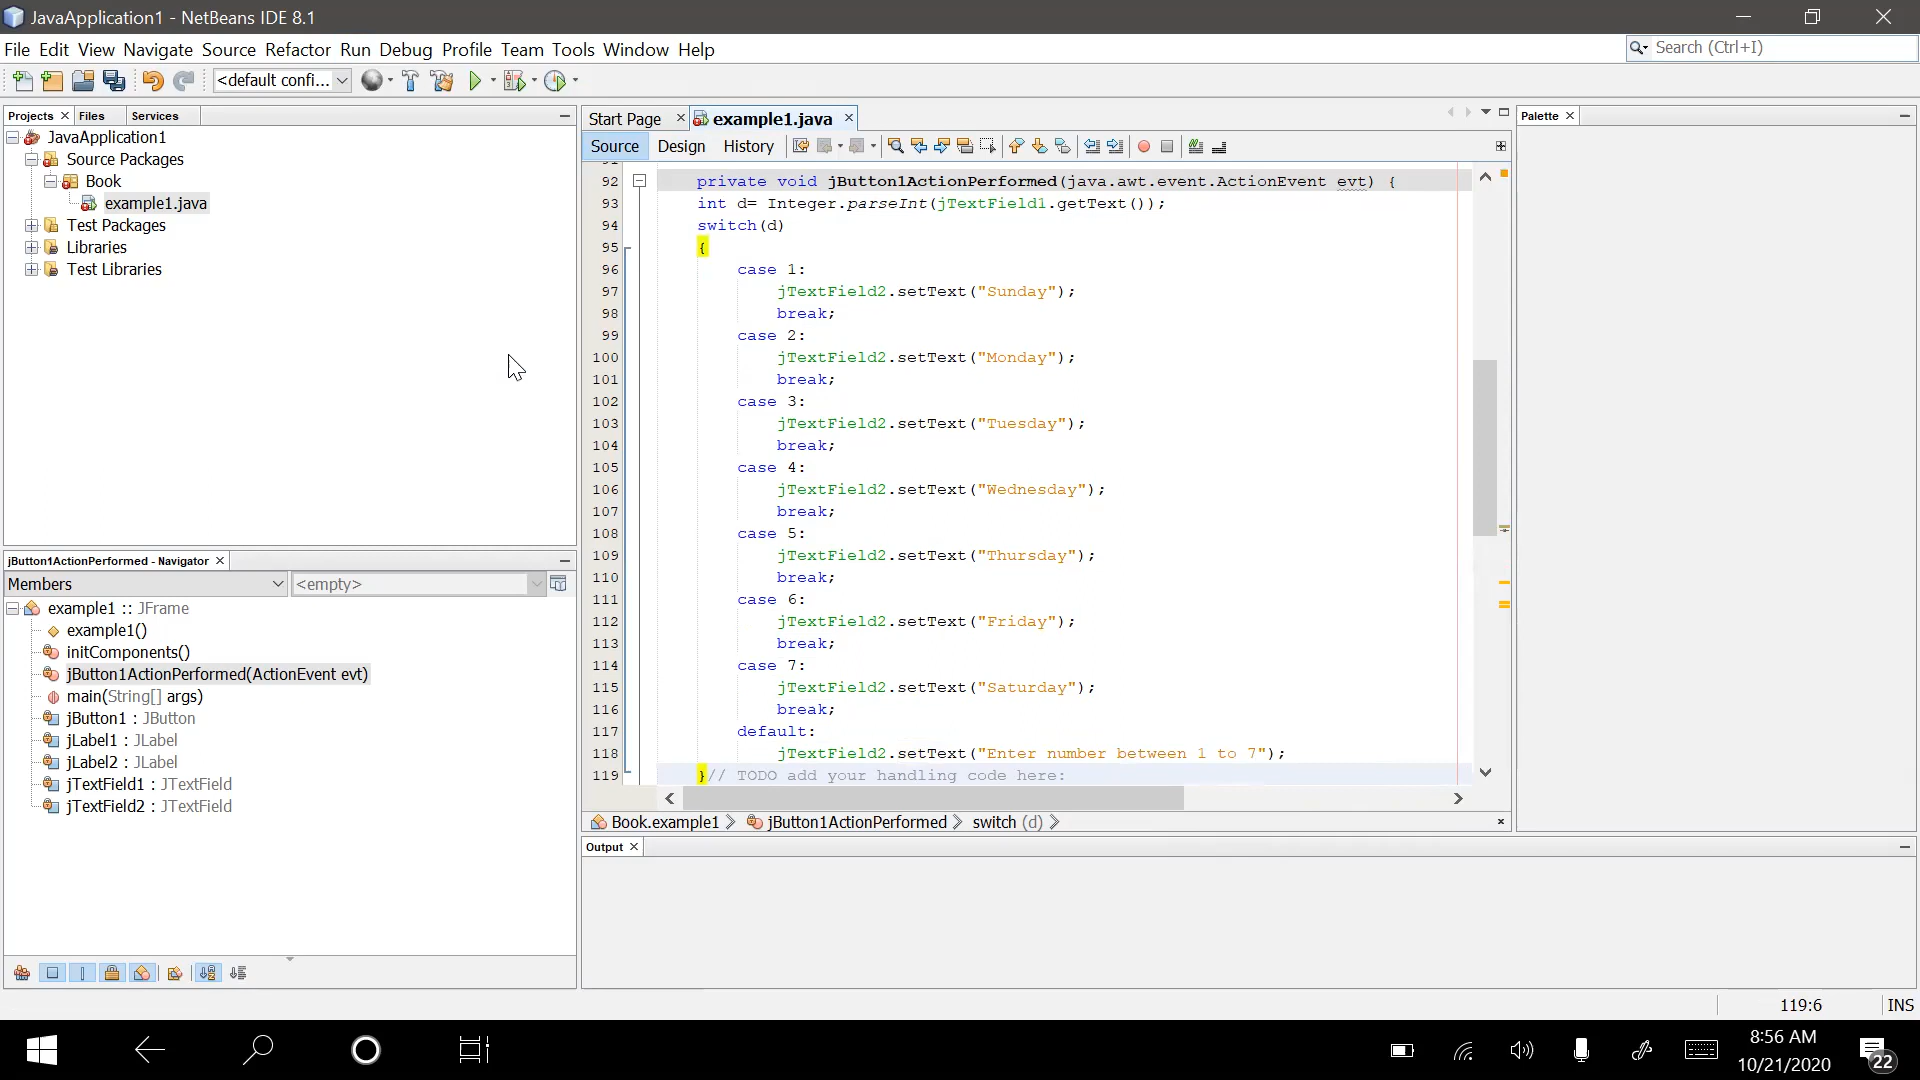 JavaApplication1 - NetBeans IDE 8.1
File Edit View Navigate Source Refactor Run Debug Profile Team Tools Window Help
Search (Ctrl+I)
<default confi...
Projects Files Services
JavaApplication1
Source Packages
Book
example1.java
Test Packages
Libraries
Test Libraries
jButton1ActionPerformed - Navigator
Members <empty>
example1 :: JFrame
example1()
initComponents()
jButton1ActionPerformed(ActionEvent evt)
main(String[] args)
jButton1 : JButton
jLabel1 : JLabel
jLabel2 : JLabel
jTextField1 : JTextField
jTextField2 : JTextField
Start Page example1.java
Source Design History
91
92 private void jButton1ActionPerformed(java.awt.event.ActionEvent evt) {
93 int d= Integer.parseInt(jTextField1.getText());
94 switch(d)
95 {
96 case 1:
97 jTextField2.setText("Sunday");
98 break;
99 case 2:
100 jTextField2.setText("Monday");
101 break;
102 case 3:
103 jTextField2.setText("Tuesday");
104 break;
105 case 4:
106 jTextField2.setText("Wednesday");
107 break;
108 case 5:
109 jTextField2.setText("Thursday");
110 break;
111 case 6:
112 jTextField2.setText("Friday");
113 break;
114 case 7:
115 jTextField2.setText("Saturday");
116 break;
117 default:
118 jTextField2.setText("Enter number between 1 to 7");
119 }// TODO add your handling code here:
Book.example1 jButton1ActionPerformed switch (d)
Output
Palette
119:6 INS
8:56 AM
10/21/2020
22